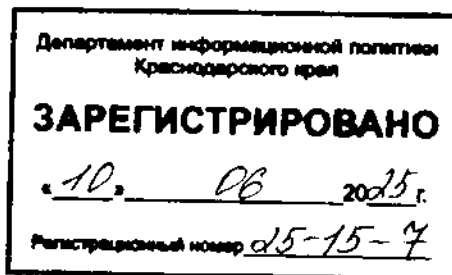 Департамент информационной политики
Краснодарского края
ЗАРЕГИСТРИРОВАНО
«10» 06 2025 г.
Регистрационный номер 25-15-7